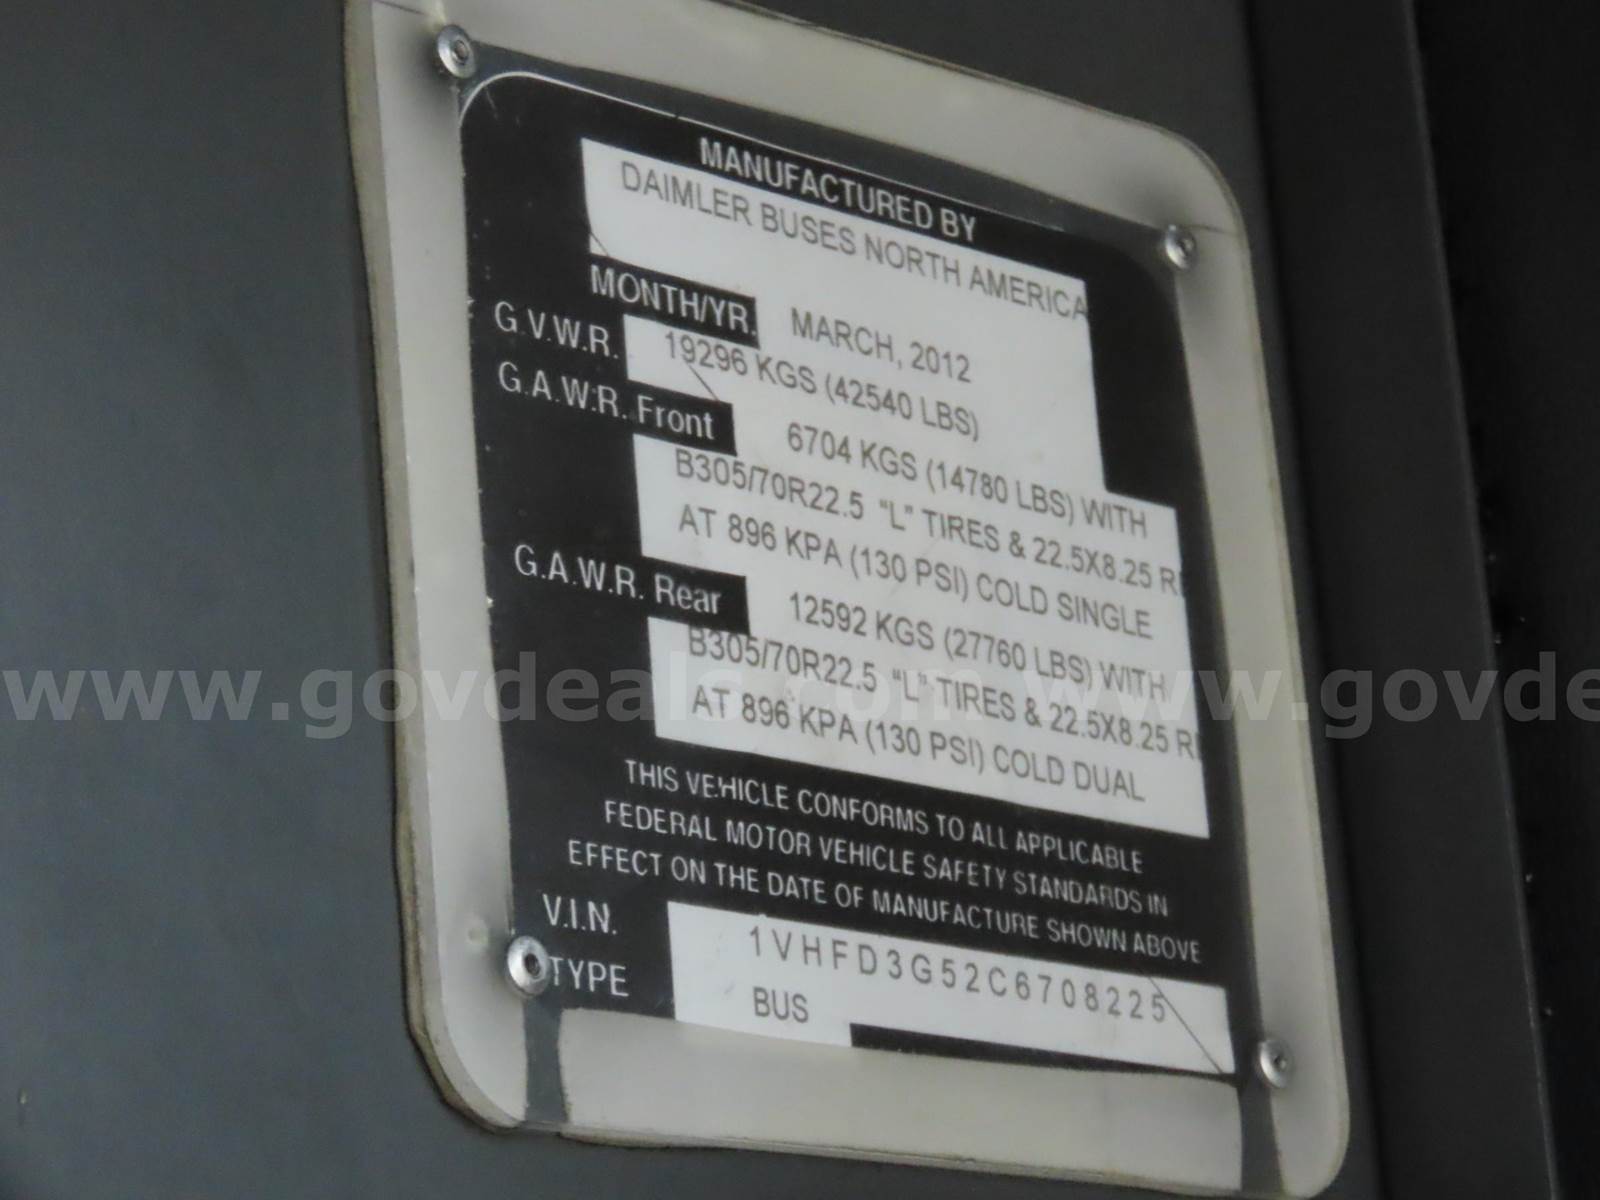 MANUFACTURED BY
DAIMLER BUSES NORTH AMERICA
MONTH/YR. MARCH, 2012
G.V.W.R. 19296 KGS (42540 LBS)
G.A.W.R. Front 6704 KGS (14780 LBS) WITH
B305/70R22.5 "L" TIRES & 22.5X8.25 R
AT 896 KPA (130 PSI) COLD SINGLE
G.A.W.R. Rear 12592 KGS (27760 LBS) WITH
B305/70R22.5 "L" TIRES & 22.5X8.25 R
AT 896 KPA (130 PSI) COLD DUAL
THIS VEHICLE CONFORMS TO ALL APPLICABLE
FEDERAL MOTOR VEHICLE SAFETY STANDARDS IN
EFFECT ON THE DATE OF MANUFACTURE SHOWN ABOVE
V.I.N. 1VHFD3G52C6708225
TYPE BUS
www.govdeals.com www.govde